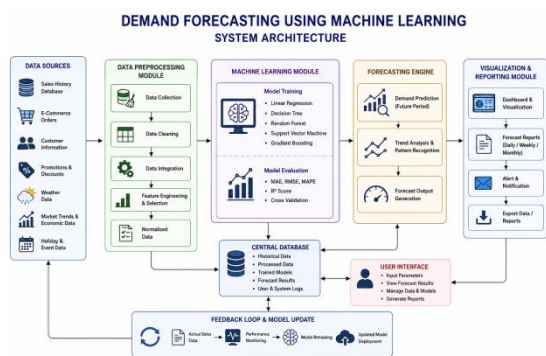 DEMAND FORECASTING USING MACHINE LEARNING
SYSTEM ARCHITECTURE
DATA SOURCES
Sales History
Database
E-Commerce
Orders
Customer
Information
Promotions &
Discounts
Weather
Data
Market Trends &
Economic Data
Holiday &
Event Data
DATA PREPROCESSING
MODULE
Data Collection
Data Cleaning
Data Integration
Feature Engineering
& Selection
Normalized
Data
MACHINE LEARNING MODULE
Model Training
• Linear Regression
• Decision Tree
• Random Forest
• Support Vector Machine
• Gradient Boosting
Model Evaluation
• MAE, RMSE, MAPE
• R² Score
• Cross Validation
FORECASTING ENGINE
Demand Prediction
(Future Period)
Trend Analysis &
Pattern Recognition
Forecast Output
Generation
VISUALIZATION &
REPORTING MODULE
Dashboard &
Visualization
Forecast Reports
(Daily / Weekly /
Monthly)
Alert &
Notification
Export Data /
Reports
CENTRAL DATABASE
• Historical Data
• Processed Data
• Trained Models
• Forecast Results
• User & System Logs
USER INTERFACE
• Input Parameters
• View Forecast Results
• Manage Data & Models
• Generate Reports
FEEDBACK LOOP & MODEL UPDATE
Actual Sales
Data
Performance
Monitoring
Model Retraining
Updated Model
Deployment